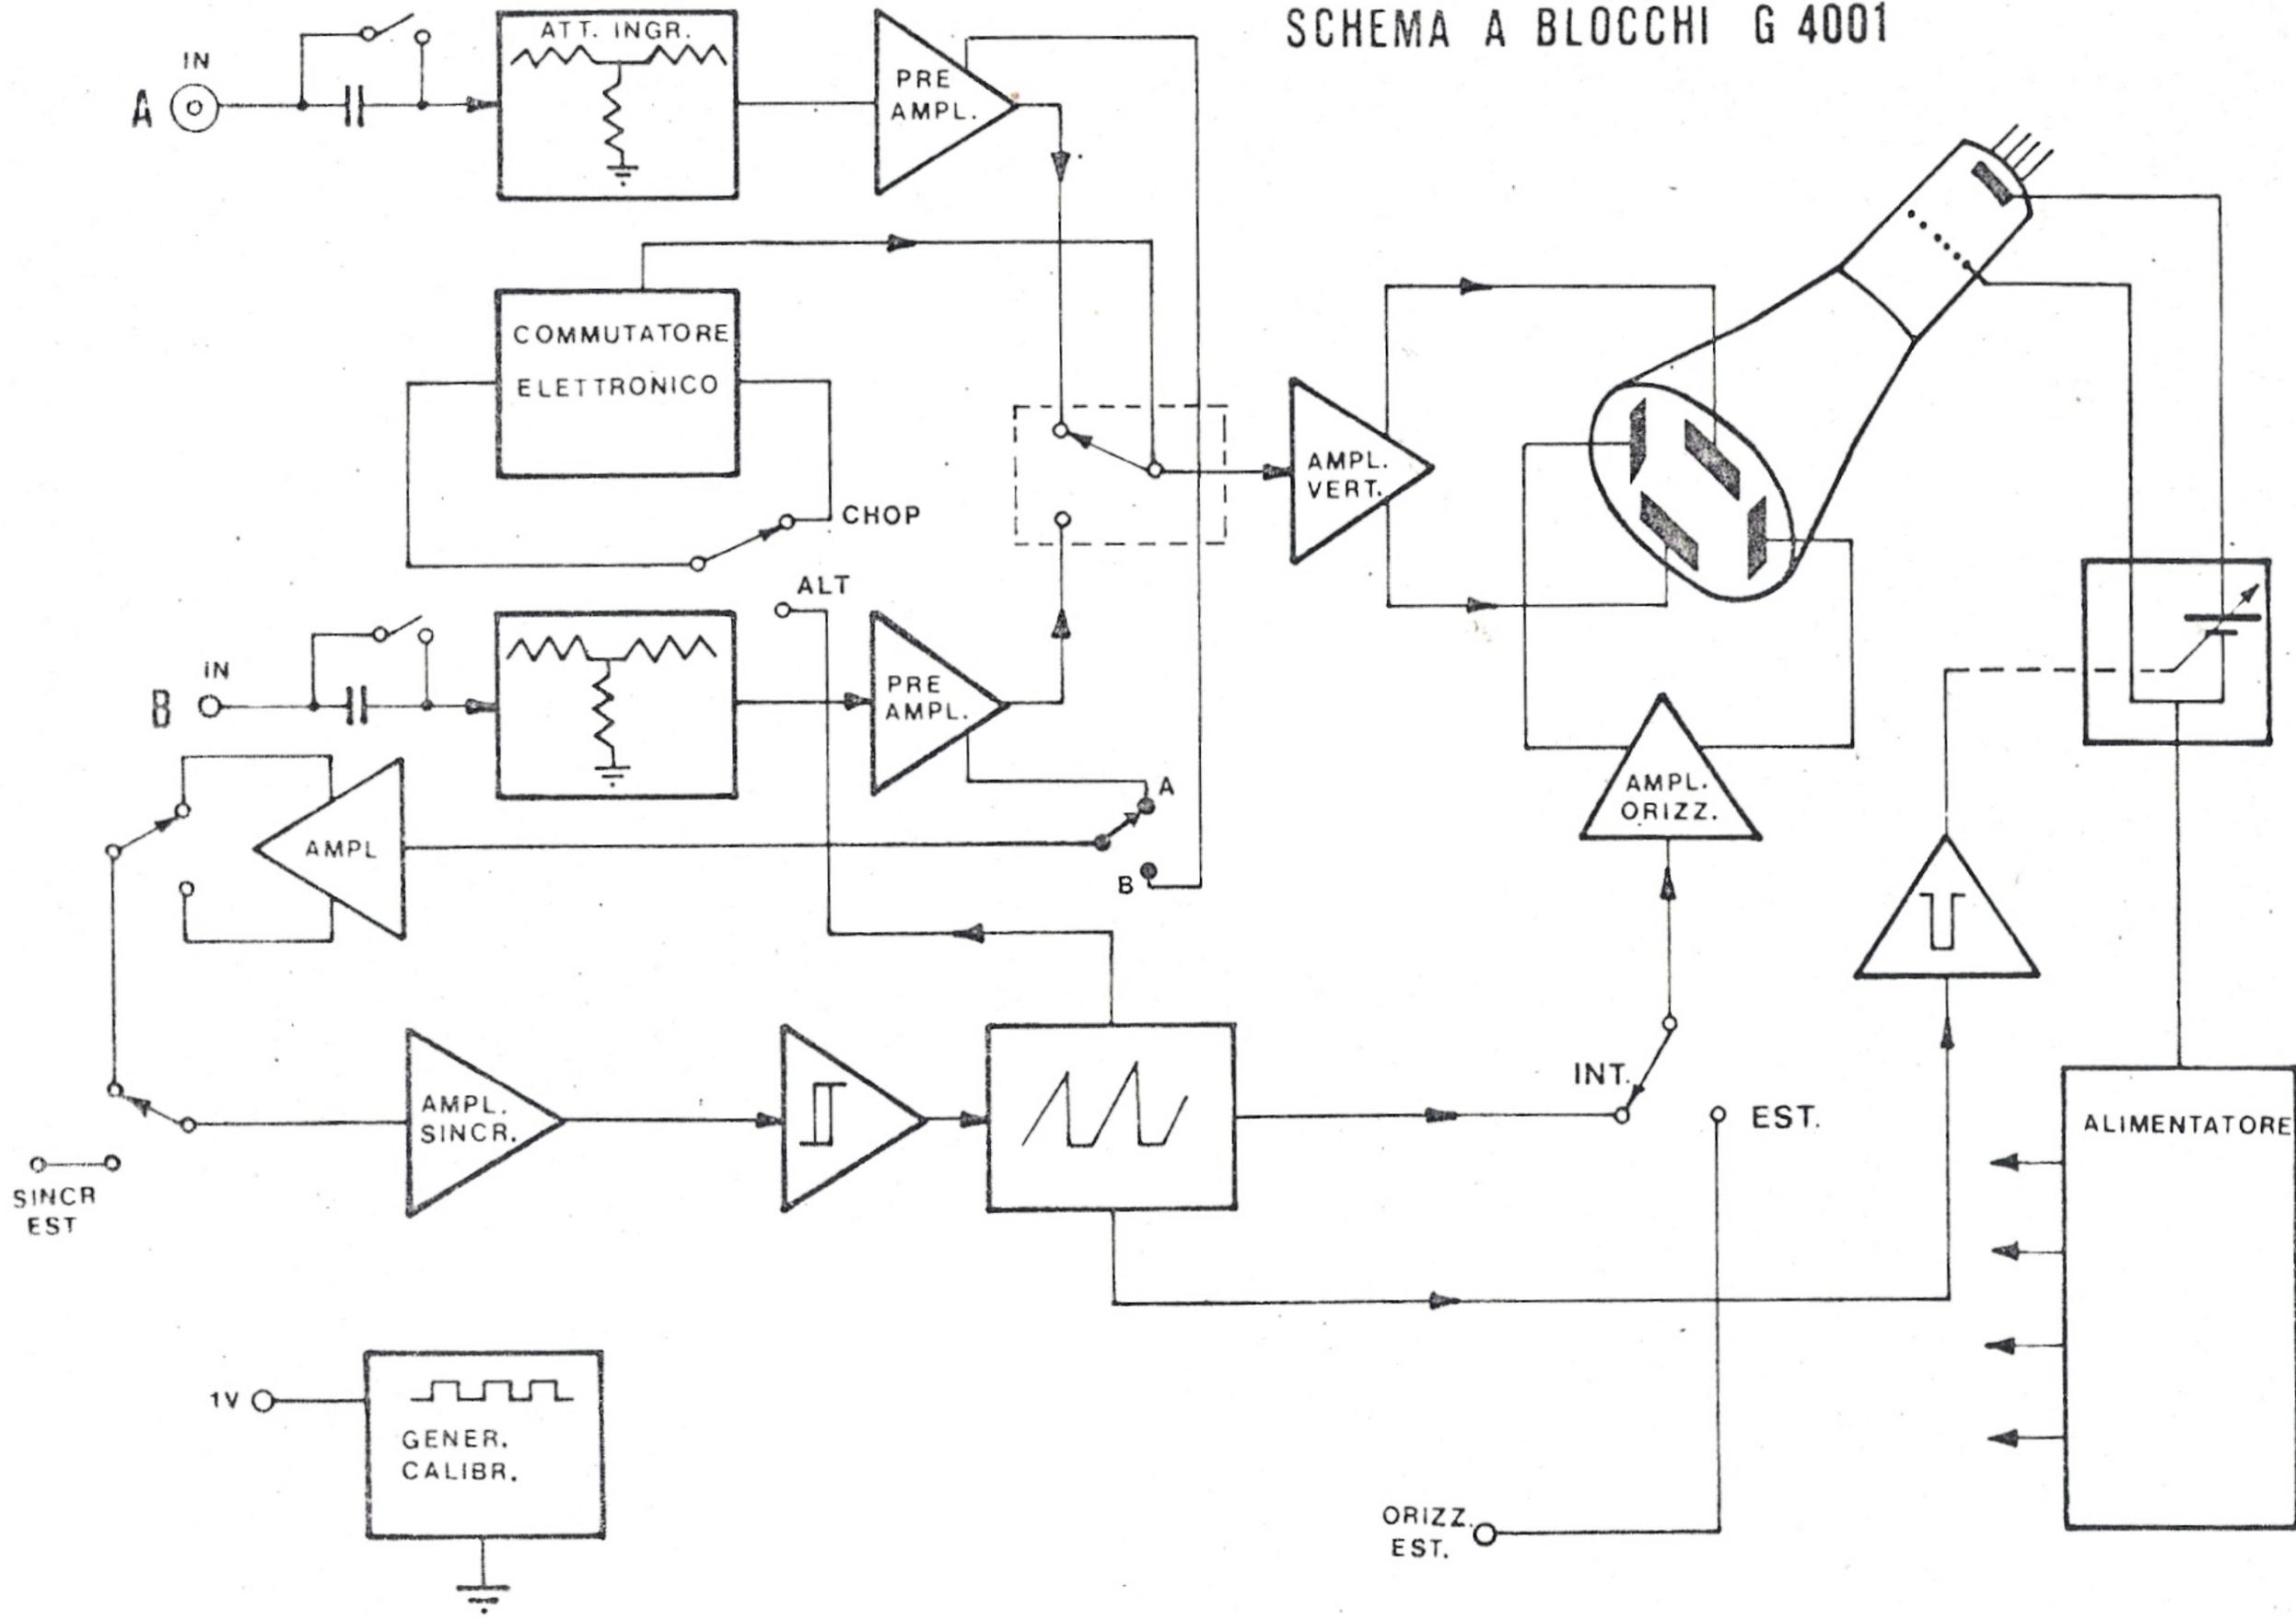 SCHEMA A BLOCCHI G 4001
IN
A
ATT. INGR.
PRE
AMPL.
COMMUTATORE
ELETTRONICO
CHOP
AMPL.
VERT.
ALT
IN
B
PRE
AMPL.
A
B
AMPL
AMPL.
ORIZZ.
AMPL.
SINCR.
INT.
EST.
SINCR
EST
ALIMENTATORE
1V
GENER.
CALIBR.
ORIZZ.
EST.